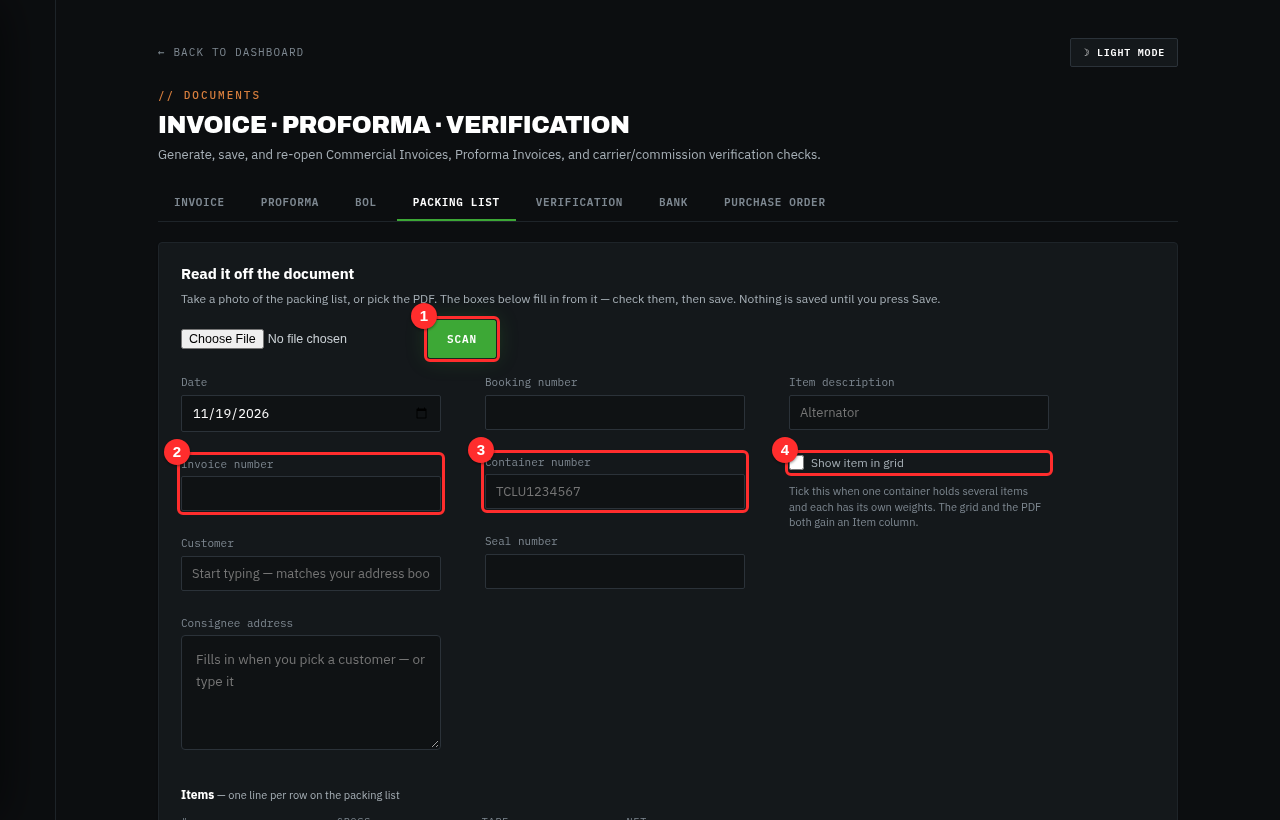 ← BACK TO DASHBOARD
☽ LIGHT MODE
// DOCUMENTS
INVOICE · PROFORMA · VERIFICATION
Generate, save, and re-open Commercial Invoices, Proforma Invoices, and carrier/commission verification checks.
INVOICE PROFORMA BOL PACKING LIST VERIFICATION BANK PURCHASE ORDER
Read it off the document
Take a photo of the packing list, or pick the PDF. The boxes below fill in from it — check them, then save. Nothing is saved until you press Save.
1
Choose File No file chosen SCAN
Date
11/19/2026
Booking number
Item description
Alternator
2
Invoice number
3
Container number
TCLU1234567
4
Show item in grid
Tick this when one container holds several items
and each has its own weights. The grid and the PDF
both gain an Item column.
Customer
Start typing — matches your address boo
Seal number
Consignee address
Fills in when you pick a customer — or
type it
Items — one line per row on the packing list